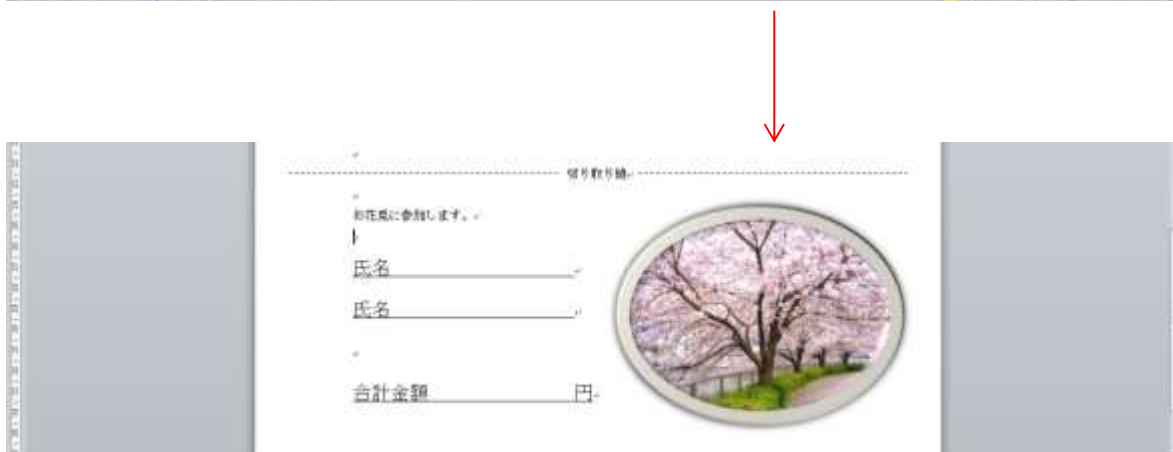 切り取り線
お花見に参加します。
氏名
氏名
合計金額 円